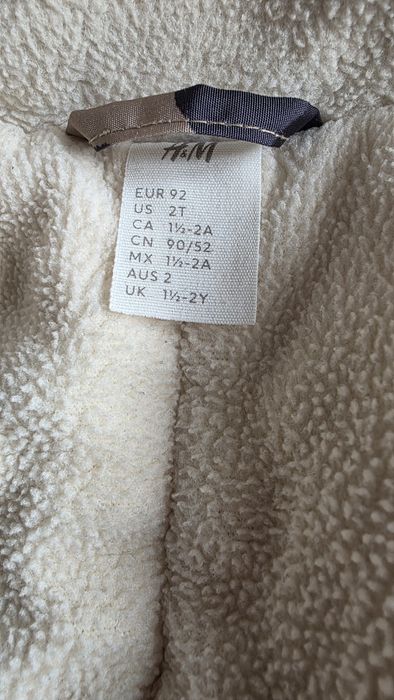 H&M
EUR 92
US 2T
CA 1½-2A
CN 90/52
MX 1½-2A
AUS 2
UK 1½-2Y